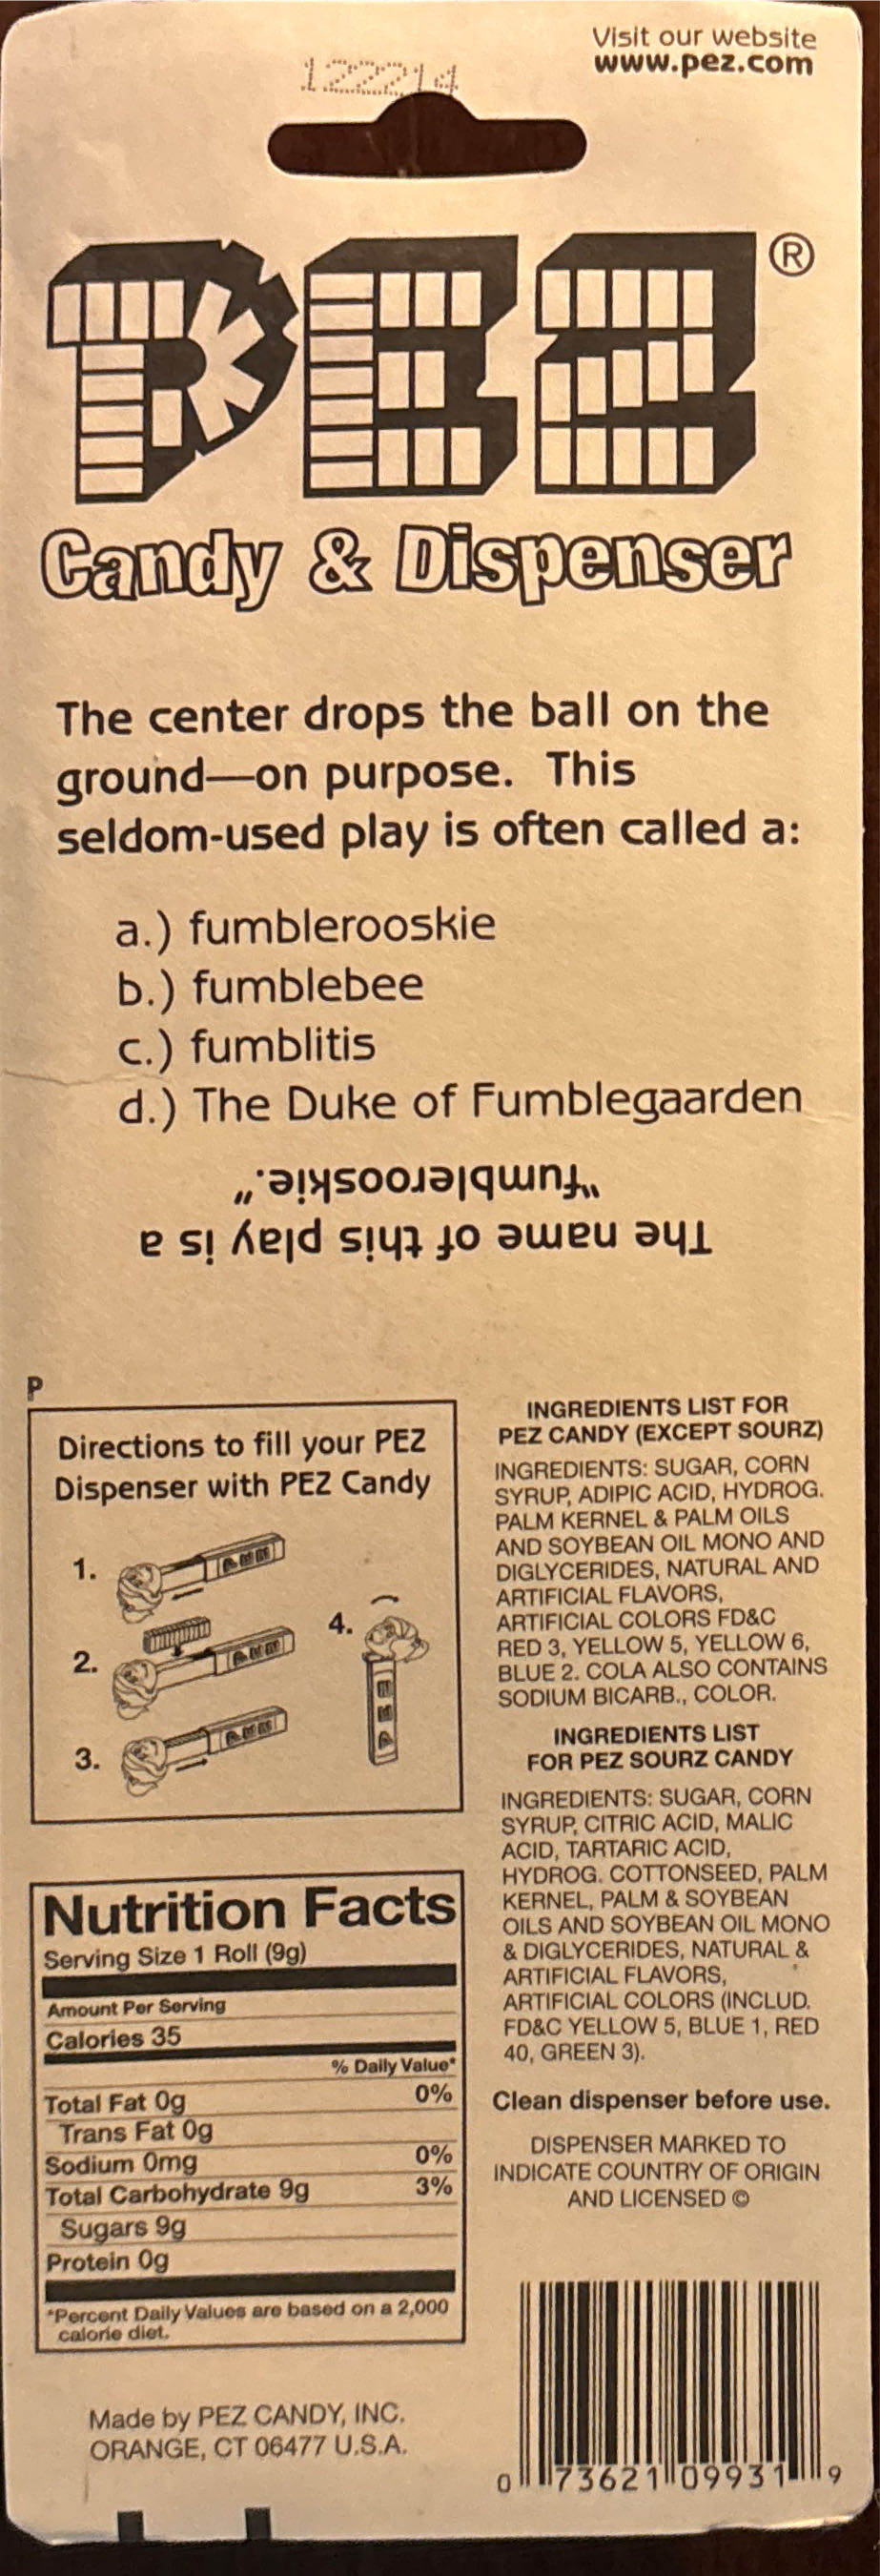 Visit our website
www.pez.com
122214
PEZ®
Candy & Dispenser
The center drops the ball on the
ground—on purpose.  This
seldom-used play is often called a:
a.) fumblerooskie
b.) fumblebee
c.) fumblitis
d.) The Duke of Fumblegaarden
The name of this play is a
“fumblerooskie.”
P
Directions to fill your PEZ
Dispenser with PEZ Candy
1.
PEZ
2.
PEZ
3.
PEZ
4.
PEZ
Nutrition Facts
Serving Size 1 Roll (9g)
Amount Per Serving
Calories 35
% Daily Value*
Total Fat 0g 0%
Trans Fat 0g
Sodium 0mg 0%
Total Carbohydrate 9g 3%
Sugars 9g
Protein 0g
*Percent Daily Values are based on a 2,000
calorie diet.
Made by PEZ CANDY, INC.
ORANGE, CT 06477 U.S.A.
INGREDIENTS LIST FOR
PEZ CANDY (EXCEPT SOURZ)
INGREDIENTS: SUGAR, CORN
SYRUP, ADIPIC ACID, HYDROG.
PALM KERNEL & PALM OILS
AND SOYBEAN OIL MONO AND
DIGLYCERIDES, NATURAL AND
ARTIFICIAL FLAVORS,
ARTIFICIAL COLORS FD&C
RED 3, YELLOW 5, YELLOW 6,
BLUE 2. COLA ALSO CONTAINS
SODIUM BICARB., COLOR.
INGREDIENTS LIST
FOR PEZ SOURZ CANDY
INGREDIENTS: SUGAR, CORN
SYRUP, CITRIC ACID, MALIC
ACID, TARTARIC ACID,
HYDROG. COTTONSEED, PALM
KERNEL, PALM & SOYBEAN
OILS AND SOYBEAN OIL MONO
& DIGLYCERIDES, NATURAL &
ARTIFICIAL FLAVORS,
ARTIFICIAL COLORS (INCLUD.
FD&C YELLOW 5, BLUE 1, RED
40, GREEN 3).
Clean dispenser before use.
DISPENSER MARKED TO
INDICATE COUNTRY OF ORIGIN
AND LICENSED ©
0 73621 09931 9